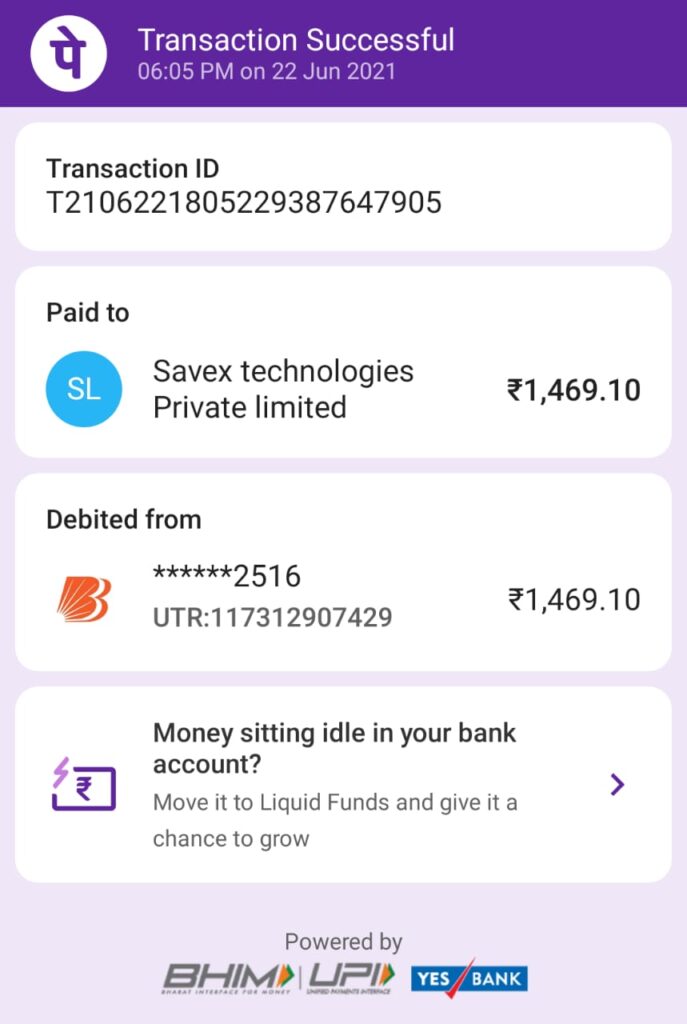 पे
Transaction Successful
06:05 PM on 22 Jun 2021
Transaction ID
T2106221805229387647905
Paid to
SL
Savex technologies
Private limited
₹1,469.10
Debited from
******2516
UTR:117312907429
₹1,469.10
Money sitting idle in your bank
account?
₹
Move it to Liquid Funds and give it a
chance to grow
Powered by
BHIM
BHARAT INTERFACE FOR MONEY
UPI
UNIFIED PAYMENTS INTERFACE
YES BANK